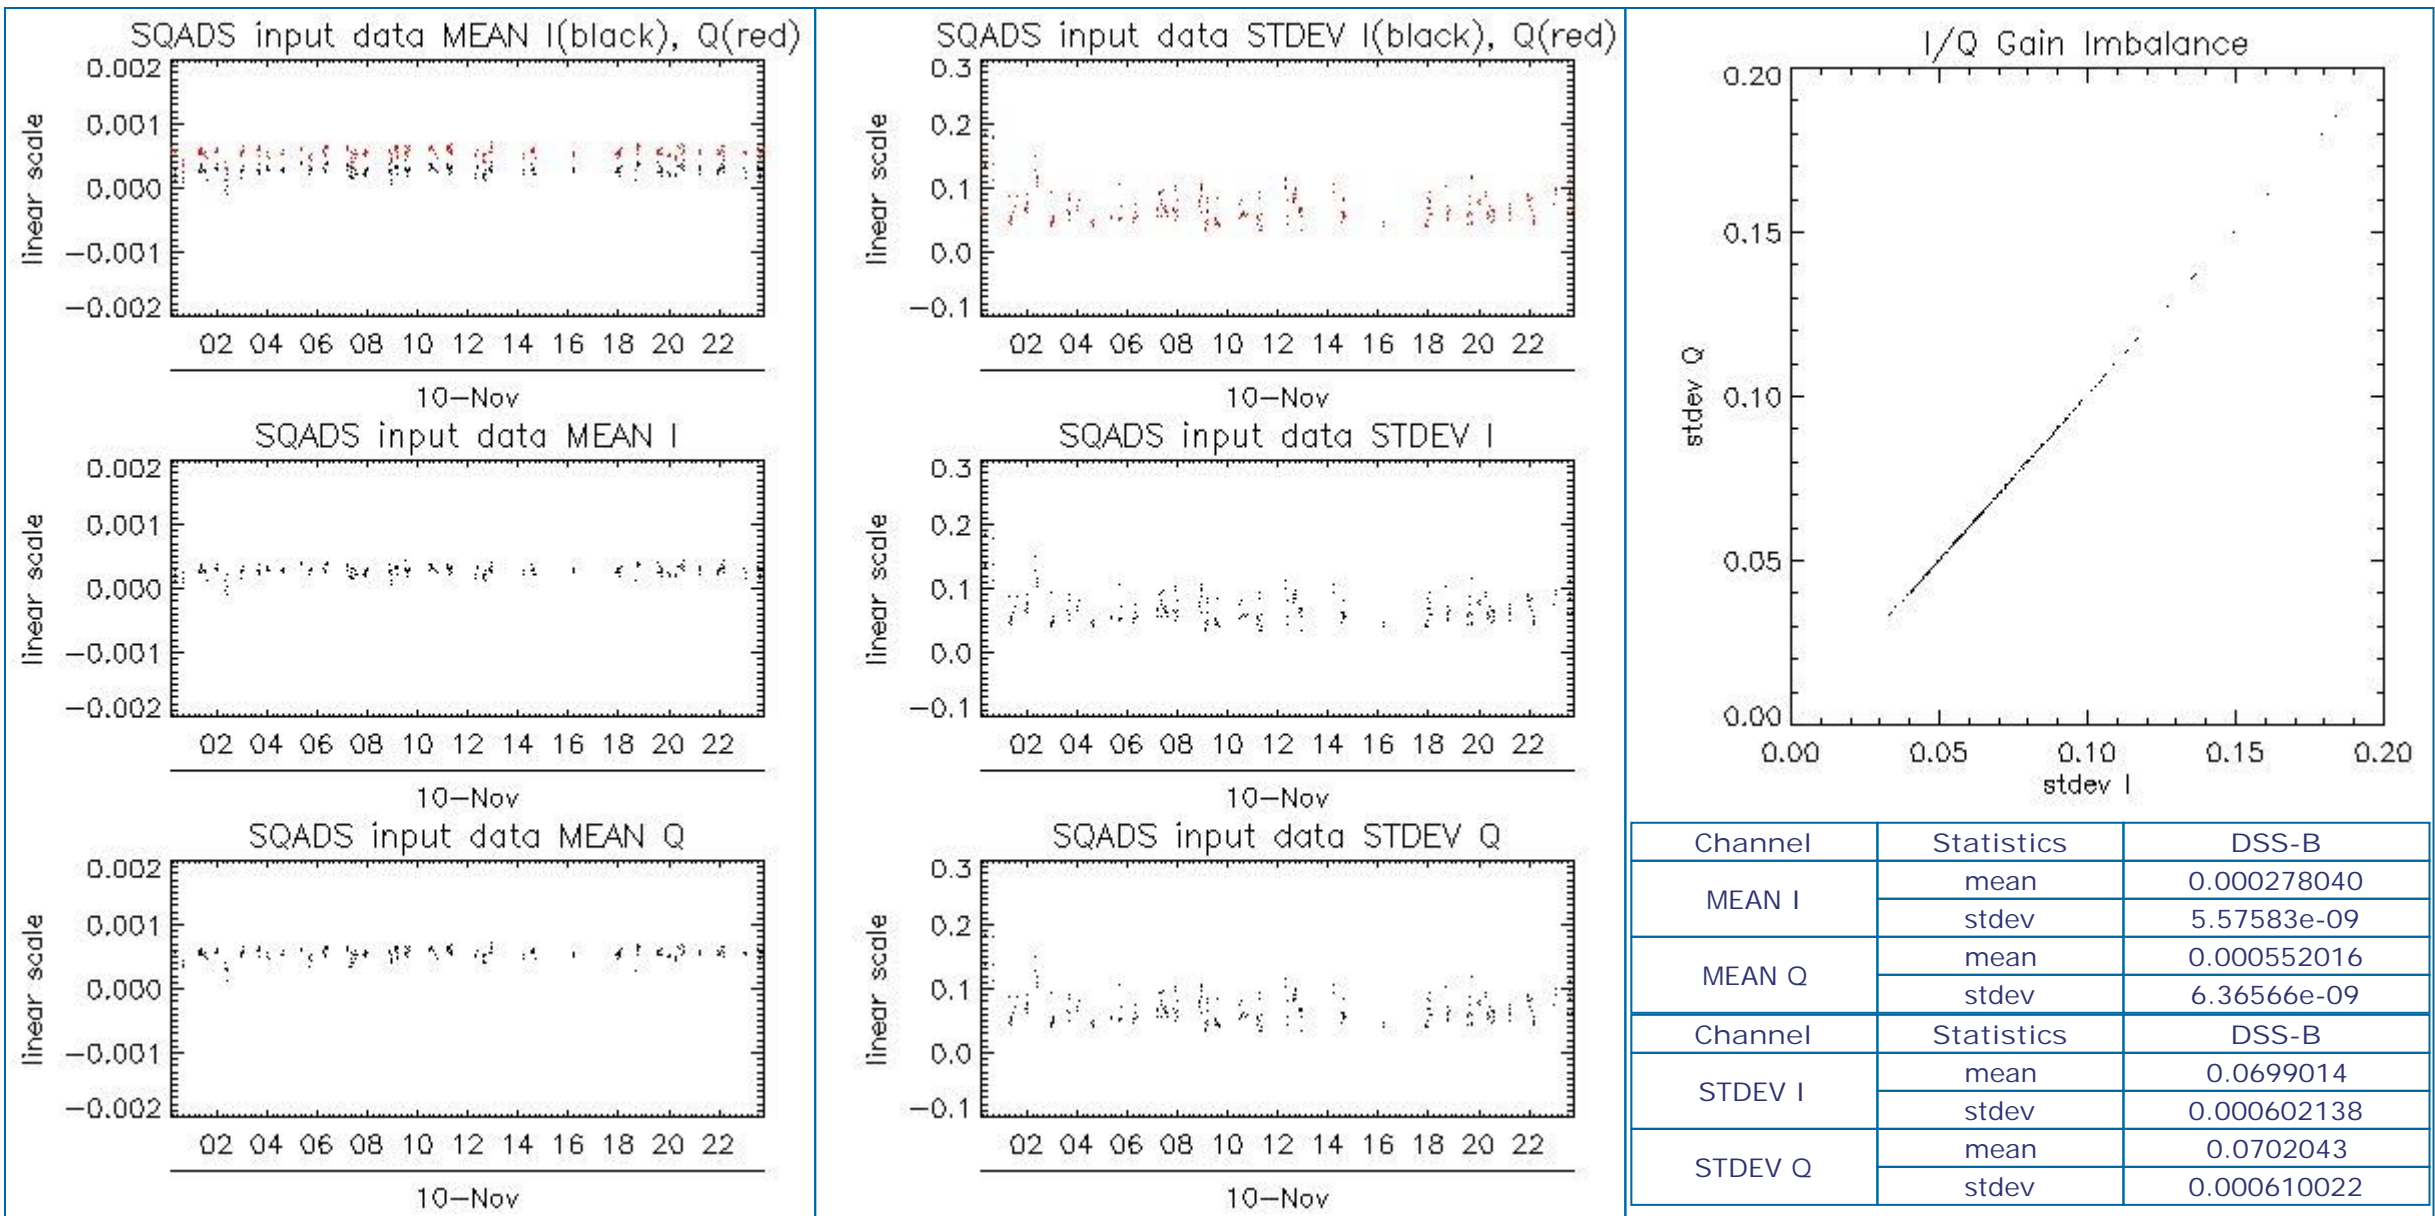 SQADS input data MEAN I(black), Q(red)
0.002
0.001
0.000
−0.001
−0.002
linear scale
02 04 06 08 10 12 14 16 18 20 22
10−Nov
SQADS input data MEAN I
0.002
0.001
0.000
−0.001
−0.002
linear scale
02 04 06 08 10 12 14 16 18 20 22
10−Nov
SQADS input data MEAN Q
0.002
0.001
0.000
−0.001
−0.002
linear scale
02 04 06 08 10 12 14 16 18 20 22
10−Nov
SQADS input data STDEV I(black), Q(red)
0.3
0.2
0.1
0.0
−0.1
linear scale
02 04 06 08 10 12 14 16 18 20 22
10−Nov
SQADS input data STDEV I
0.3
0.2
0.1
0.0
−0.1
linear scale
02 04 06 08 10 12 14 16 18 20 22
10−Nov
SQADS input data STDEV Q
0.3
0.2
0.1
0.0
−0.1
linear scale
02 04 06 08 10 12 14 16 18 20 22
10−Nov
I/Q Gain Imbalance
0.20
0.15
0.10
0.05
0.00
stdev Q
0.00 0.05 0.10 0.15 0.20
stdev I
Channel Statistics DSS-B
MEAN I mean 0.000278040
stdev 5.57583e-09
MEAN Q mean 0.000552016
stdev 6.36566e-09
Channel Statistics DSS-B
STDEV I mean 0.0699014
stdev 0.000602138
STDEV Q mean 0.0702043
stdev 0.000610022